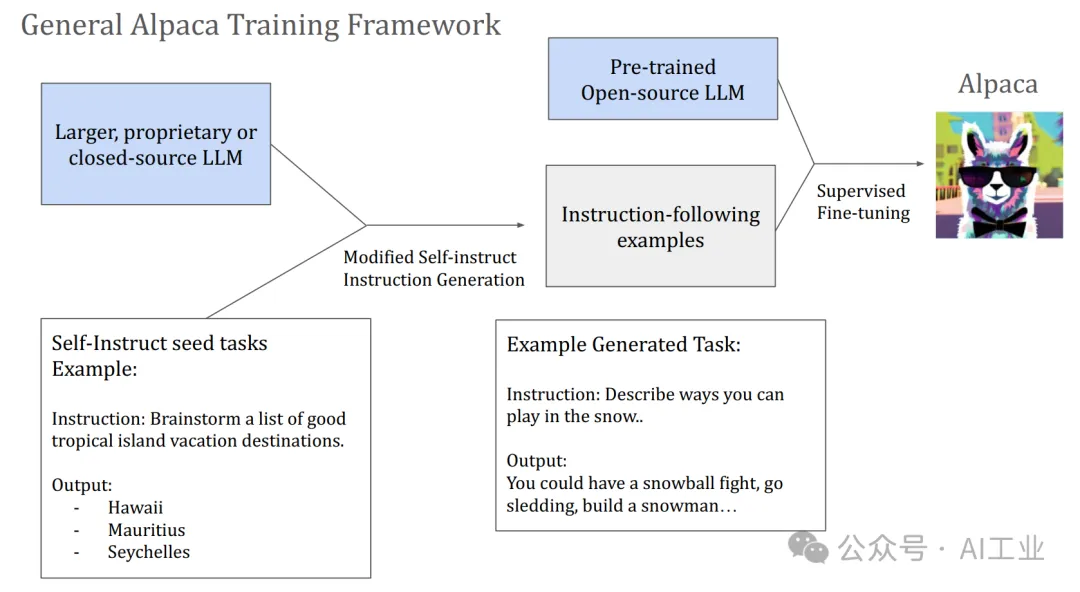 General Alpaca Training Framework
Larger, proprietary or
closed-source LLM
Pre-trained
Open-source LLM
Alpaca
Instruction-following
examples
Supervised
Fine-tuning
Modified Self-instruct
Instruction Generation
Self-Instruct seed tasks
Example:
Instruction: Brainstorm a list of good
tropical island vacation destinations.
Output:
- Hawaii
- Mauritius
- Seychelles
Example Generated Task:
Instruction: Describe ways you can
play in the snow..
Output:
You could have a snowball fight, go
sledding, build a snowman…
公众号 · AI工业